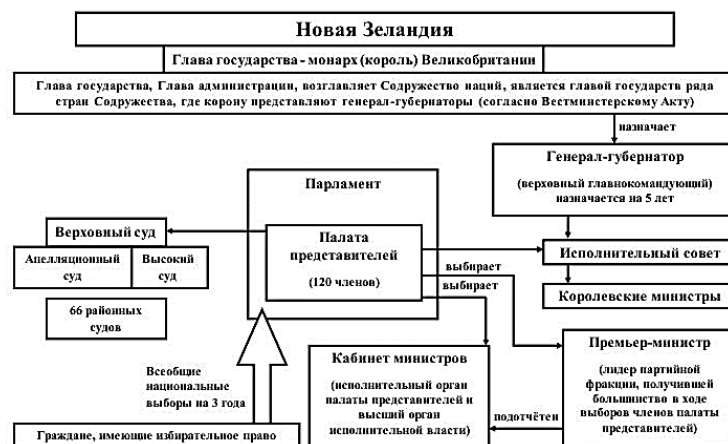 Новая Зеландия
Глава государства - монарх (король) Великобритании
Глава государства, Глава администрации, возглавляет Содружество наций, является главой государств ряда
стран Содружества, где корону представляют генерал-губернаторы (согласно Вестминстерскому Акту)
назначает
Генерал-губернатор
(верховный главнокомандующий)
назначается на 5 лет
Парламент
Палата
представителей
(120 членов)
Верховный суд
Апелляционный
суд
Высокий
суд
66 районных
судов
Исполнительный совет
выбирает
выбирает
Королевские министры
Премьер-министр
(лидер партийной
фракции, получившей
большинство в ходе
выборов членов палаты
представителей)
Кабинет министров
(исполнительный орган
палаты представителей и
высший орган
исполнительной власти)
подотчётен
Всеобщие
национальные
выборы на 3 года
Граждане, имеющие избирательное право